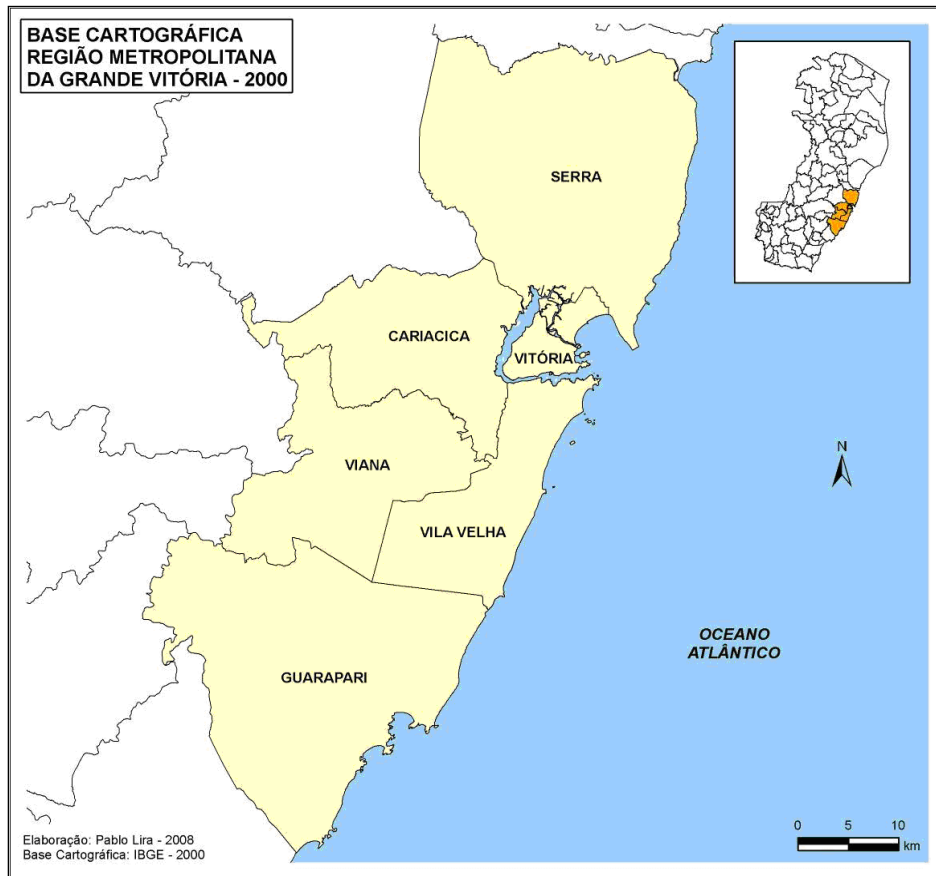 BASE CARTOGRÁFICA
REGIÃO METROPOLITANA
DA GRANDE VITÓRIA - 2000
SERRA
CARIACICA
VITÓRIA
N
VIANA
VILA VELHA
OCEANO
ATLÂNTICO
GUARAPARI
Elaboração: Pablo Lira - 2008
Base Cartográfica: IBGE - 2000
0 5 10
km